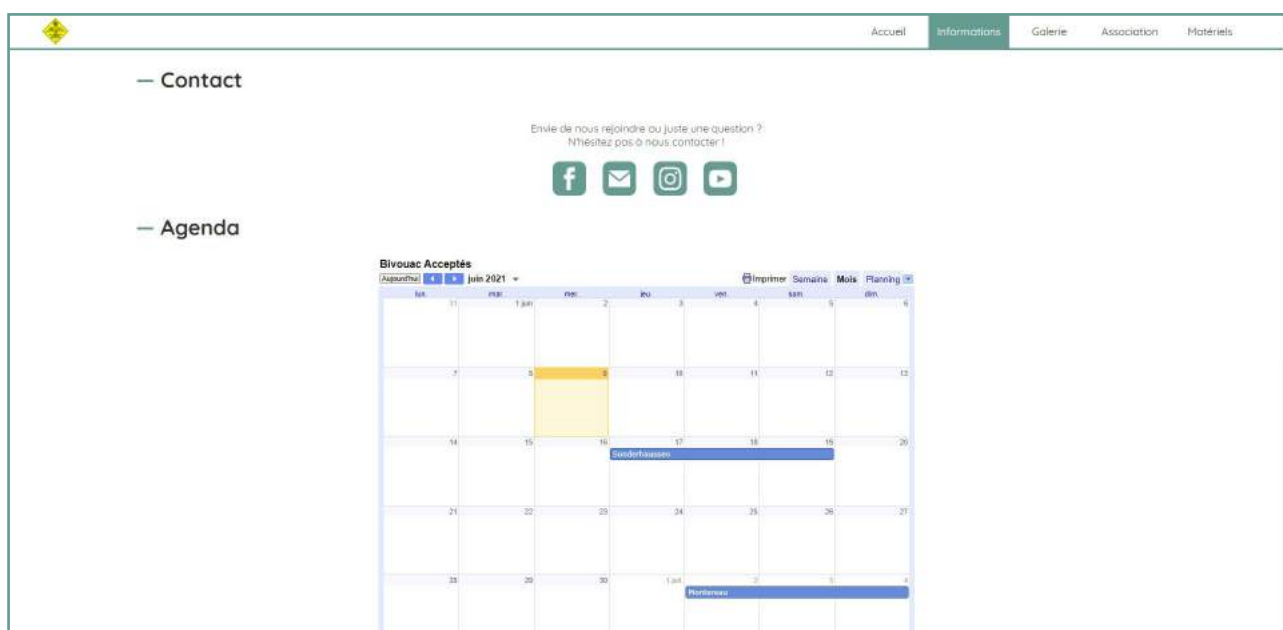 Accueil Informations Galerie Association Matériels
— Contact
Envie de nous rejoindre ou juste une question ?
N'hésitez pas à nous contacter !
— Agenda
Bivouac Acceptés
Aujourd'hui juin 2021 Imprimer Semaine Mois Planning
lun. mar. mer. jeu. ven. sam. dim.
1 juin 2 3 4 5 6
7 8 9 10 11 12 13
14 15 16 17 18 19 20
Sonderhaussen
21 22 23 24 25 26 27
28 29 30 1 juil. 2 3 4
Montereau